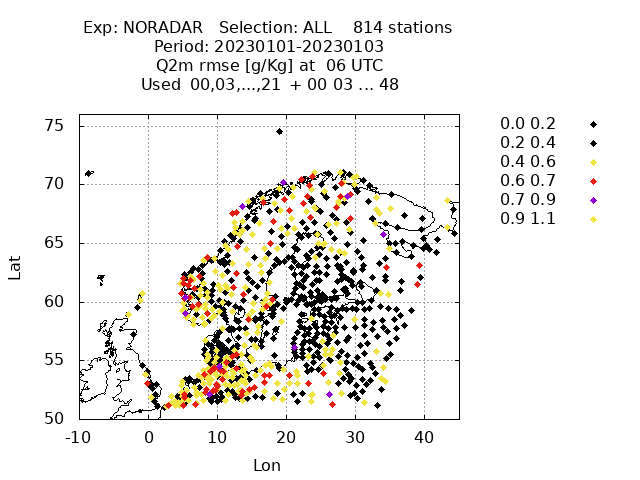 Exp: NORADAR   Selection: ALL    814 stations
Period: 20230101-20230103
Q2m rmse [g/Kg] at  06 UTC
Used  00,03,...,21  + 00 03 ... 48
0.0 0.2
0.2 0.4
0.4 0.6
0.6 0.7
0.7 0.9
0.9 1.1
75
70
65
60
55
50
Lat
-10 0 10 20 30 40
Lon